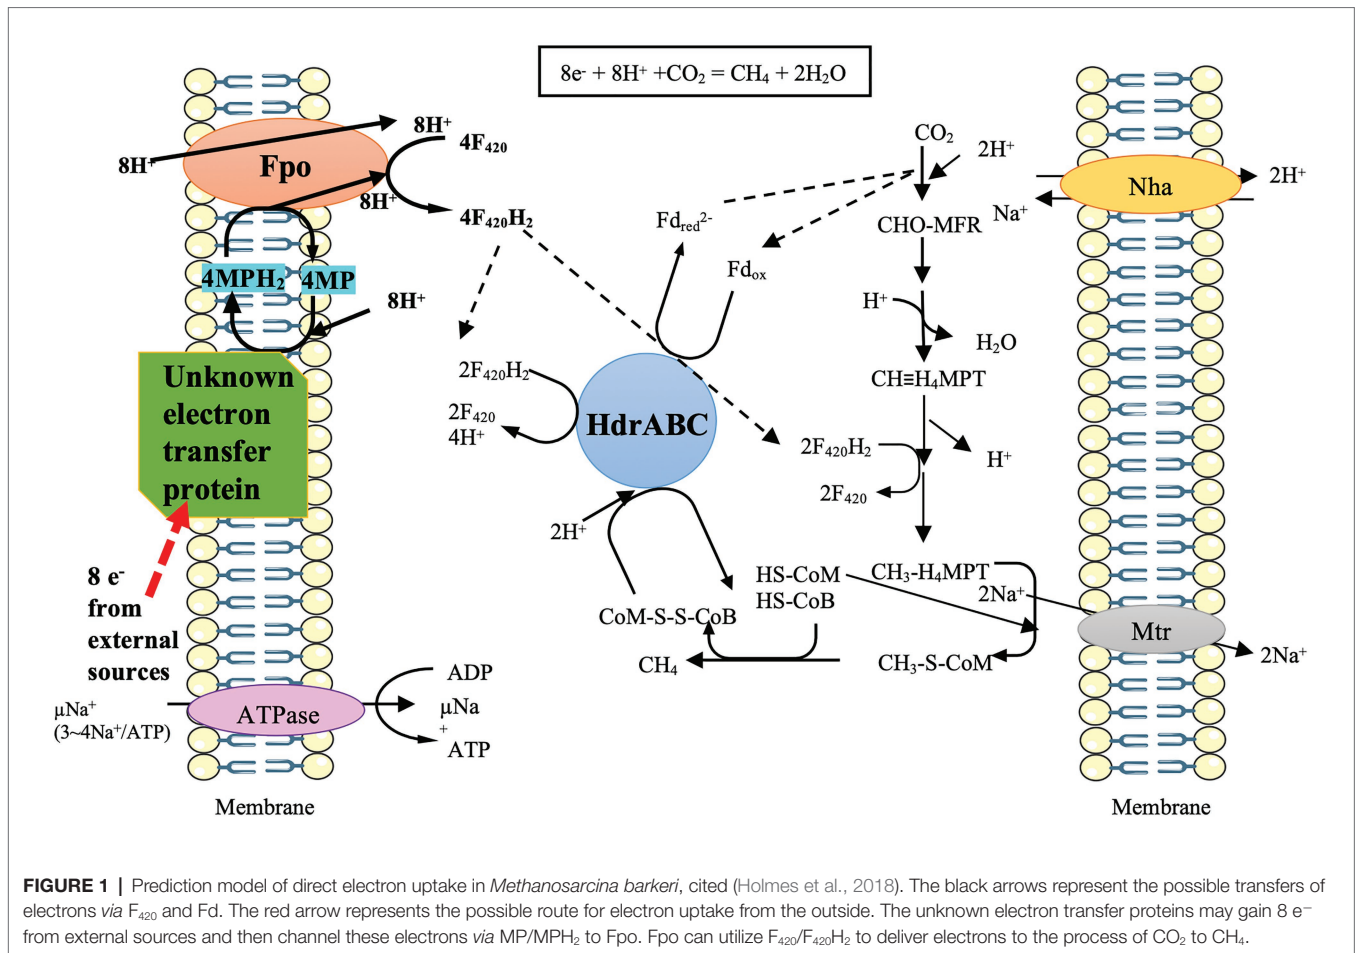 8e⁻ + 8H⁺ +CO₂ = CH₄ + 2H₂O
8H⁺
Fpo
8H⁺
4F₄₂₀
8H⁺
4F₄₂₀H₂
4MPH₂
4MP
8H⁺
Unknown
electron
transfer
protein
8 e⁻
from
external
sources
2F₄₂₀H₂
2F₄₂₀
4H⁺
HdrABC
Fd_red²⁻
Fd_ox
2H⁺
CoM-S-S-CoB
HS-CoM
HS-CoB
CH₄
CO₂
2H⁺
CHO-MFR
H⁺
H₂O
CH≡H₄MPT
H⁺
2F₄₂₀H₂
2F₄₂₀
CH₃-H₄MPT
2Na⁺
CH₃-S-CoM
Nha
2H⁺
Na⁺
Mtr
2Na⁺
µNa⁺
(3~4Na⁺/ATP)
ATPase
ADP
µNa
+
ATP
Membrane
Membrane
FIGURE 1 | Prediction model of direct electron uptake in Methanosarcina barkeri, cited (Holmes et al., 2018). The black arrows represent the possible transfers of
electrons via F₄₂₀ and Fd. The red arrow represents the possible route for electron uptake from the outside. The unknown electron transfer proteins may gain 8 e⁻
from external sources and then channel these electrons via MP/MPH₂ to Fpo. Fpo can utilize F₄₂₀/F₄₂₀H₂ to deliver electrons to the process of CO₂ to CH₄.